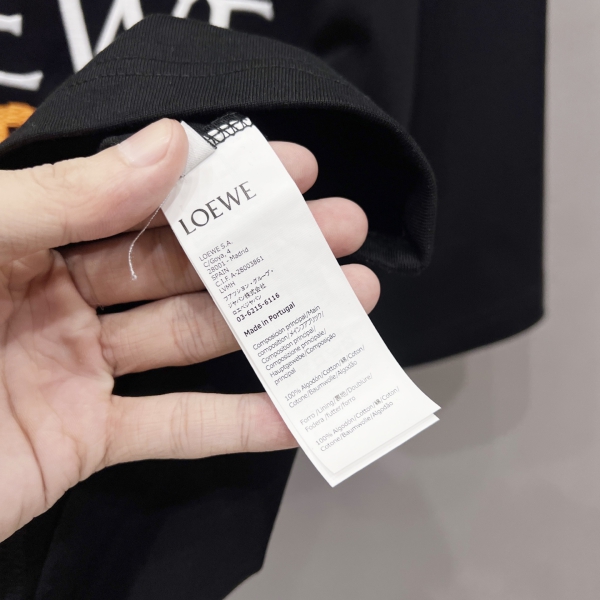 EWE
LOEWE
LOEWE S.A.
C/Goya, 4
28001 - Madrid
SPAIN
C.I.F. A-28003861
LVMH
ファッション・グループ・
ジャパン株式会社
ロエベジャパン
03-6215-6116
Made in Portugal
Composición principal/Main
composition/メインファブリック/
Composition principal/
Composizione principale/
Hauptgewebe/Composição
principal
100% Algodón/Cotton/綿/Coton/
Cotone/Baumwolle/Algodão
Forro/Lining/裏地/Doublure/
Fodera/Futter/Forro
100% Algodón/Cotton/綿/Coton/
Cotone/Baumwolle/Algodão